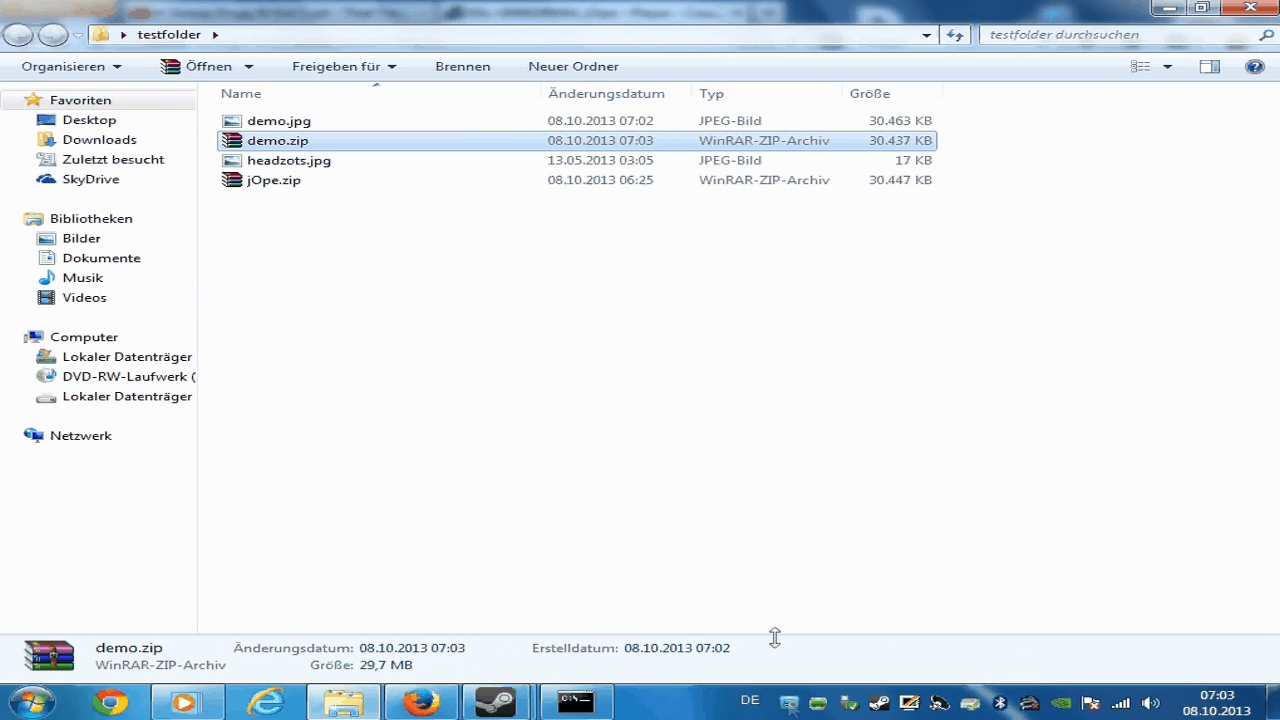 testfolder
testfolder durchsuchen
Organisieren Öffnen Freigeben für Brennen Neuer Ordner
Name Änderungsdatum Typ Größe
Favoriten
Desktop
Downloads
Zuletzt besucht
SkyDrive
Bibliotheken
Bilder
Dokumente
Musik
Videos
Computer
Lokaler Datenträger
DVD-RW-Laufwerk (
Lokaler Datenträger
Netzwerk
demo.jpg 08.10.2013 07:02 JPEG-Bild 30.463 KB
demo.zip 08.10.2013 07:03 WinRAR-ZIP-Archiv 30.437 KB
headzots.jpg 13.05.2013 03:05 JPEG-Bild 17 KB
jOpe.zip 08.10.2013 06:25 WinRAR-ZIP-Archiv 30.447 KB
demo.zip Änderungsdatum: 08.10.2013 07:03 Erstelldatum: 08.10.2013 07:02
WinRAR-ZIP-Archiv Größe: 29,7 MB
DE
07:03
08.10.2013